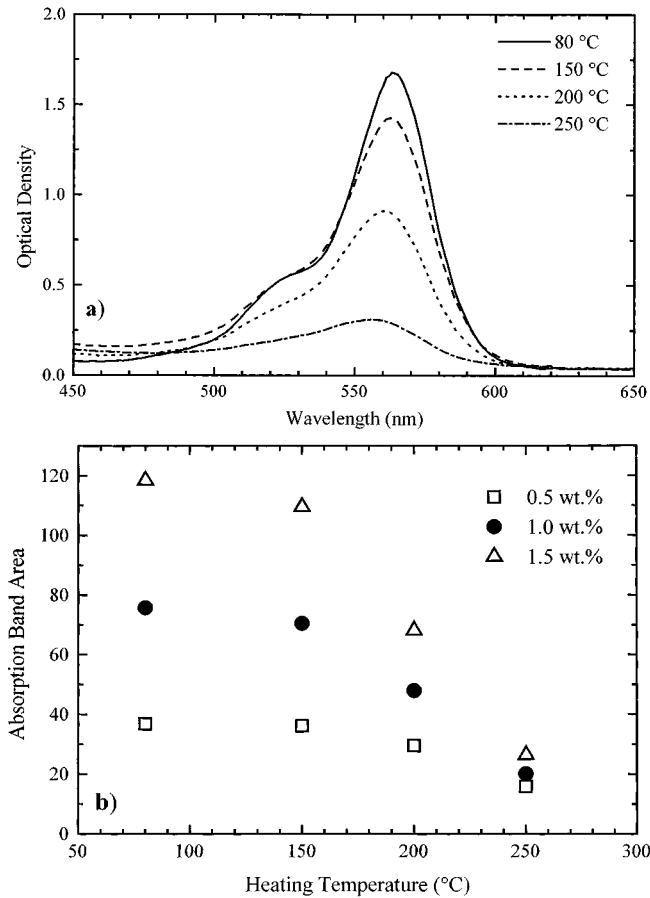 2.0
1.5
1.0
0.5
0.0
Optical Density
80 °C
150 °C
200 °C
250 °C
a)
450
500
550
600
650
Wavelength (nm)
120
100
80
60
40
20
0
Absorption Band Area
0.5 wt.%
1.0 wt.%
1.5 wt.%
b)
50
100
150
200
250
300
Heating Temperature (°C)